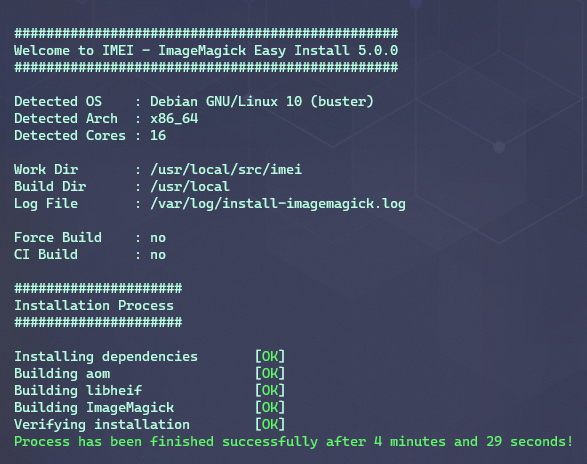 ################################################
Welcome to IMEI - ImageMagick Easy Install 5.0.0
################################################
Detected OS    : Debian GNU/Linux 10 (buster)
Detected Arch  : x86_64
Detected Cores : 16
Work Dir       : /usr/local/src/imei
Build Dir      : /usr/local
Log File       : /var/log/install-imagemagick.log
Force Build    : no
CI Build       : no
#####################
Installation Process
#####################
Installing dependencies       [OK]
Building aom                  [OK]
Building libheif              [OK]
Building ImageMagick          [OK]
Verifying installation        [OK]
Process has been finished successfully after 4 minutes and 29 seconds!